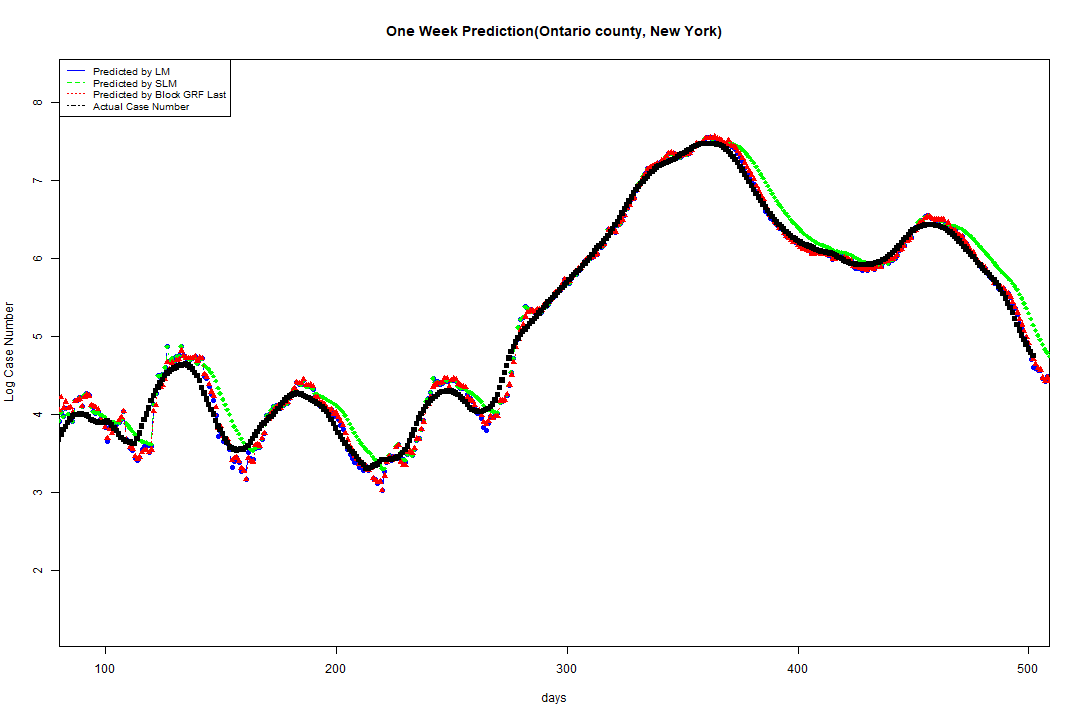 One Week Prediction(Ontario county, New York)
Predicted by LM
Predicted by SLM
Predicted by Block GRF Last
Actual Case Number
Log Case Number
8
7
6
5
4
3
2
100 200 300 400 500
days